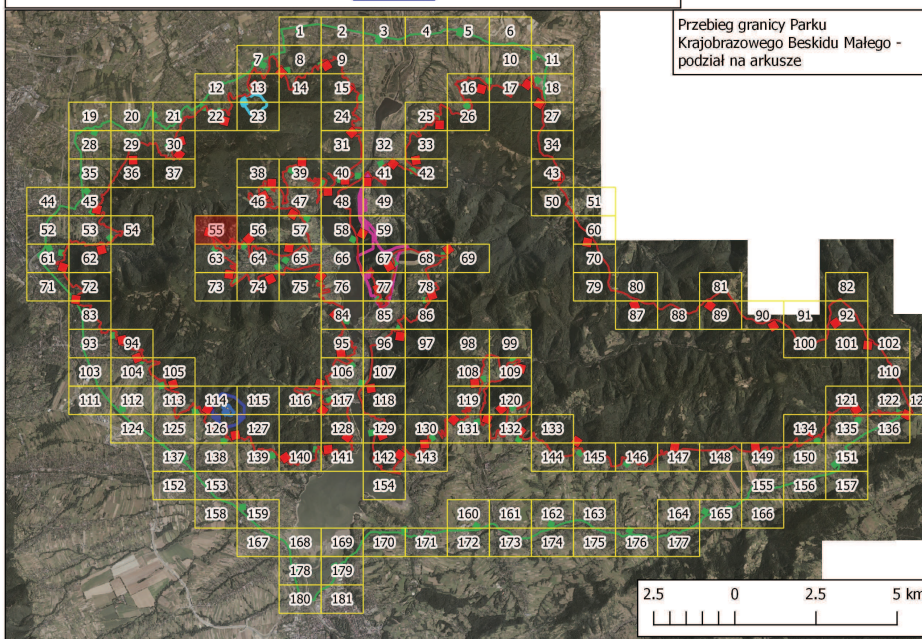 Przebieg granicy Parku
Krajobrazowego Beskidu Małego -
podział na arkusze
1 2 3 4 5 6
7 8 9 10 11
12 13 14 15 16 17 18
19 20 21 22 23 24 25 26 27
28 29 30 31 32 33 34
35 36 37 38 39 40 41 42 43
44 45 46 47 48 49 50 51
52 53 54 55 56 57 58 59 60
61 62 63 64 65 66 67 68 69 70
71 72 73 74 75 76 77 78 79 80 81 82
83 84 85 86 87 88 89 90 91 92
93 94 95 96 97 98 99 100 101 102
103 104 105 106 107 108 109 110
111 112 113 114 115 116 117 118 119 120 121 122
124 125 126 127 128 129 130 131 132 133 134 135 136
137 138 139 140 141 142 143 144 145 146 147 148 149 150 151
152 153 154 155 156 157
158 159 160 161 162 163 164 165 166
167 168 169 170 171 172 173 174 175 176 177
178 179
180 181
2.5 0 2.5 5 km